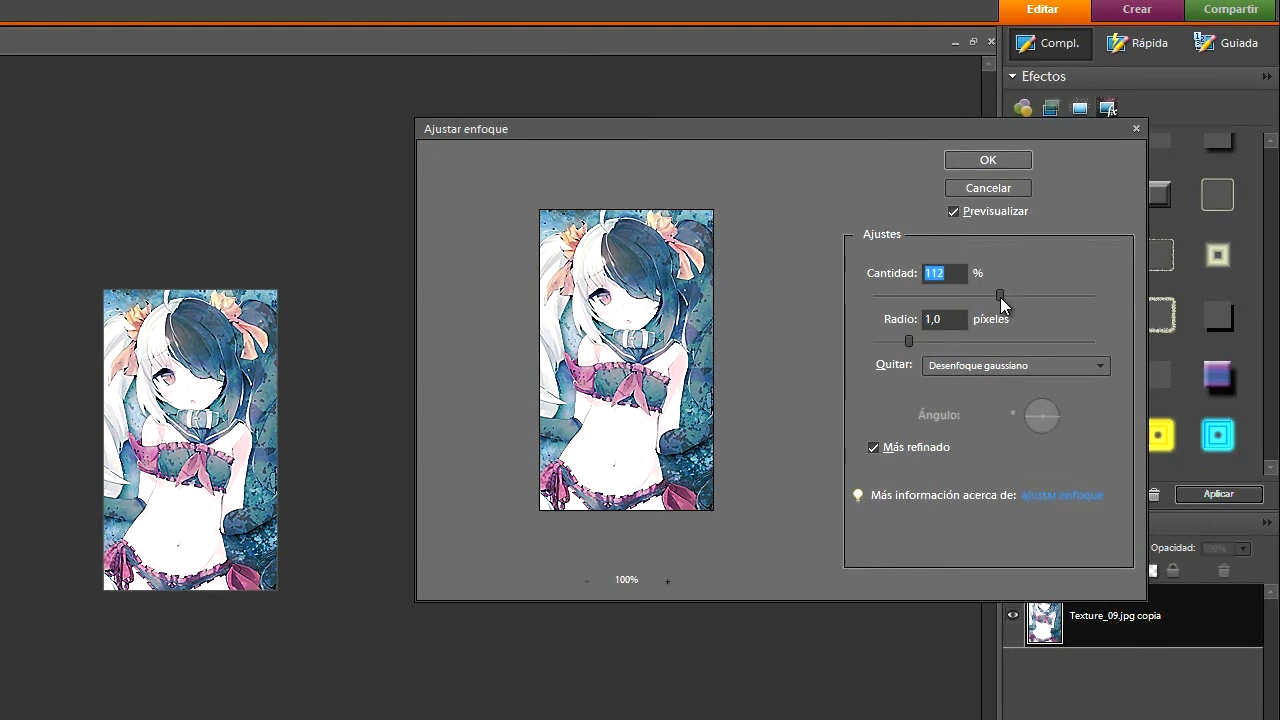 Editar
Crear
Compartir
Compl.
Rápida
Guiada
Efectos
Ajustar enfoque
OK
Cancelar
Previsualizar
Ajustes
Cantidad: 112 %
Radio: 1,0 píxeles
Quitar: Desenfoque gaussiano
Ángulo: °
Más refinado
Más información acerca de: ajustar enfoque
- 100% +
Aplicar
Opacidad: 100%
Texture_09.jpg copia